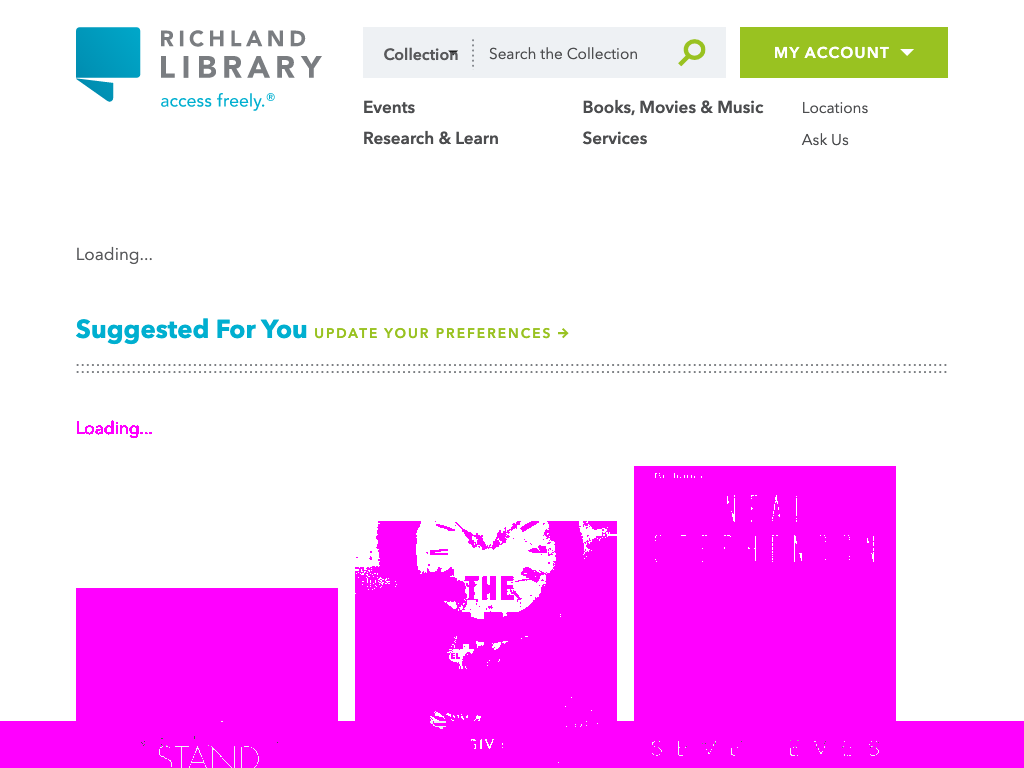 RICHLAND
LIBRARY
access freely.®
Collection
Search the Collection
MY ACCOUNT
Events
Books, Movies & Music
Locations
Research & Learn
Services
Ask Us
Loading...
Suggested For You UPDATE YOUR PREFERENCES →
Loading...
NEAL
STEPHENSON
THE
STAND
SEVENEVES